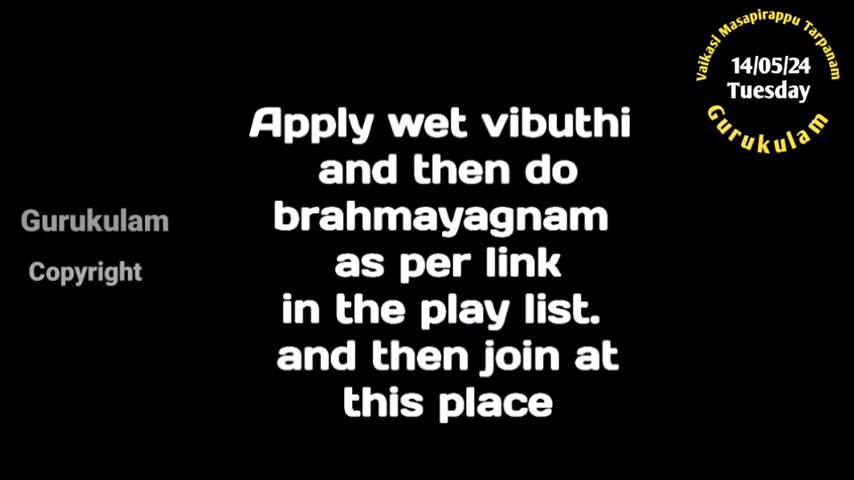 Vaikasi Masapirappu Tarpanam
14/05/24
Tuesday
Gurukulam
Apply wet vibuthi
and then do
brahmayagnam
as per link
in the play list.
and then join at
this place
Gurukulam
Copyright